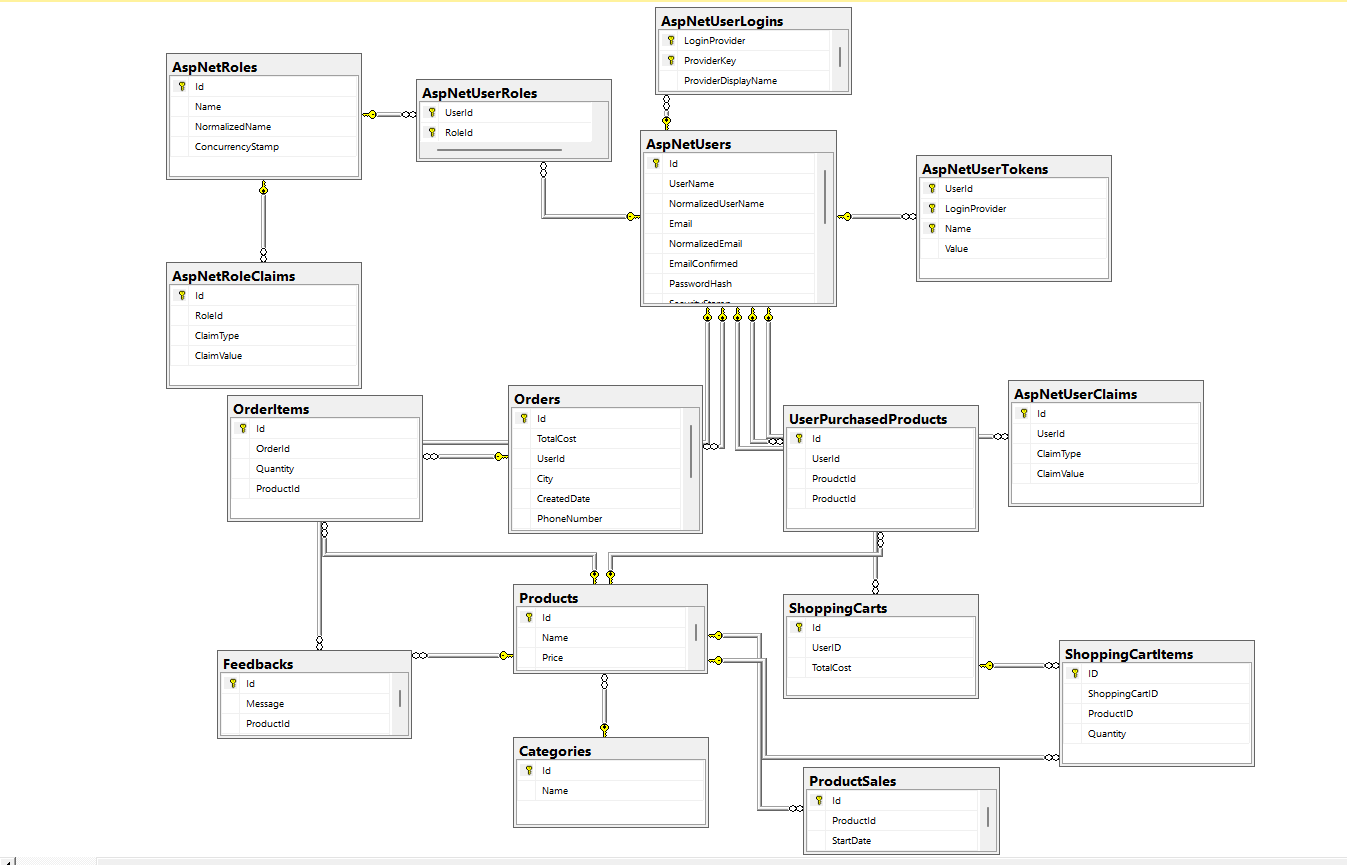 AspNetUserLogins
LoginProvider
ProviderKey
ProviderDisplayName
AspNetRoles
Id
Name
NormalizedName
ConcurrencyStamp
AspNetUserRoles
UserId
RoleId
AspNetUsers
Id
UserName
NormalizedUserName
Email
NormalizedEmail
EmailConfirmed
PasswordHash
AspNetUserTokens
UserId
LoginProvider
Name
Value
AspNetRoleClaims
Id
RoleId
ClaimType
ClaimValue
OrderItems
Id
OrderId
Quantity
ProductId
Orders
Id
TotalCost
UserId
City
CreatedDate
PhoneNumber
UserPurchasedProducts
Id
UserId
ProudctId
ProductId
AspNetUserClaims
Id
UserId
ClaimType
ClaimValue
Products
Id
Name
Price
ShoppingCarts
Id
UserID
TotalCost
ShoppingCartItems
ID
ShoppingCartID
ProductID
Quantity
Feedbacks
Id
Message
ProductId
Categories
Id
Name
ProductSales
Id
ProductId
StartDate